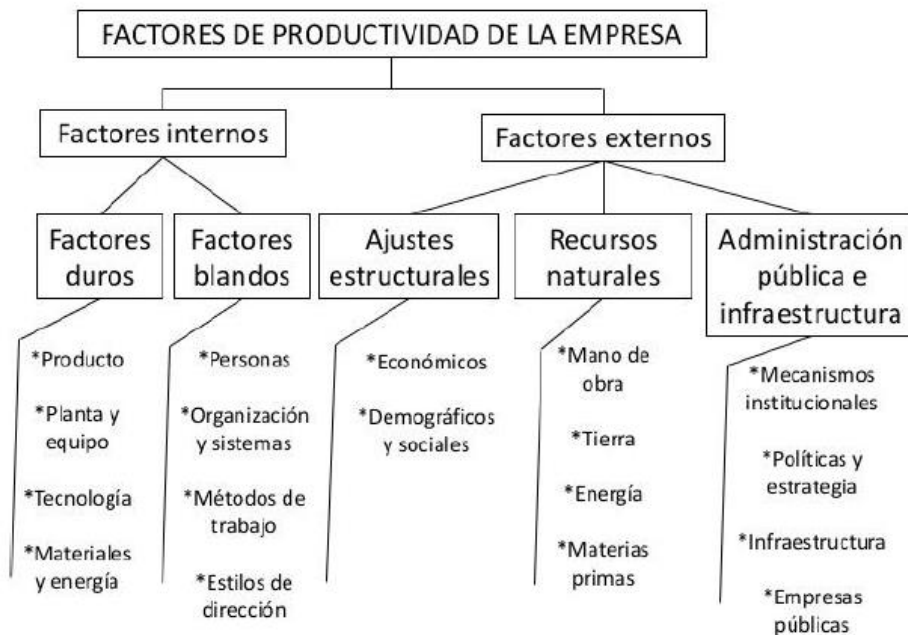 FACTORES DE PRODUCTIVIDAD DE LA EMPRESA
Factores internos
Factores externos
Factores
duros
Factores
blandos
Ajustes
estructurales
Recursos
naturales
Administración
pública e
infraestructura
*Producto
*Planta y
equipo
*Tecnología
*Materiales
y energía
*Personas
*Organización
y sistemas
*Métodos de
trabajo
*Estilos de
dirección
*Económicos
*Demográficos
y sociales
*Mano de
obra
*Tierra
*Energía
*Materias
primas
*Mecanismos
institucionales
*Políticas y
estrategia
*Infraestructura
*Empresas
públicas